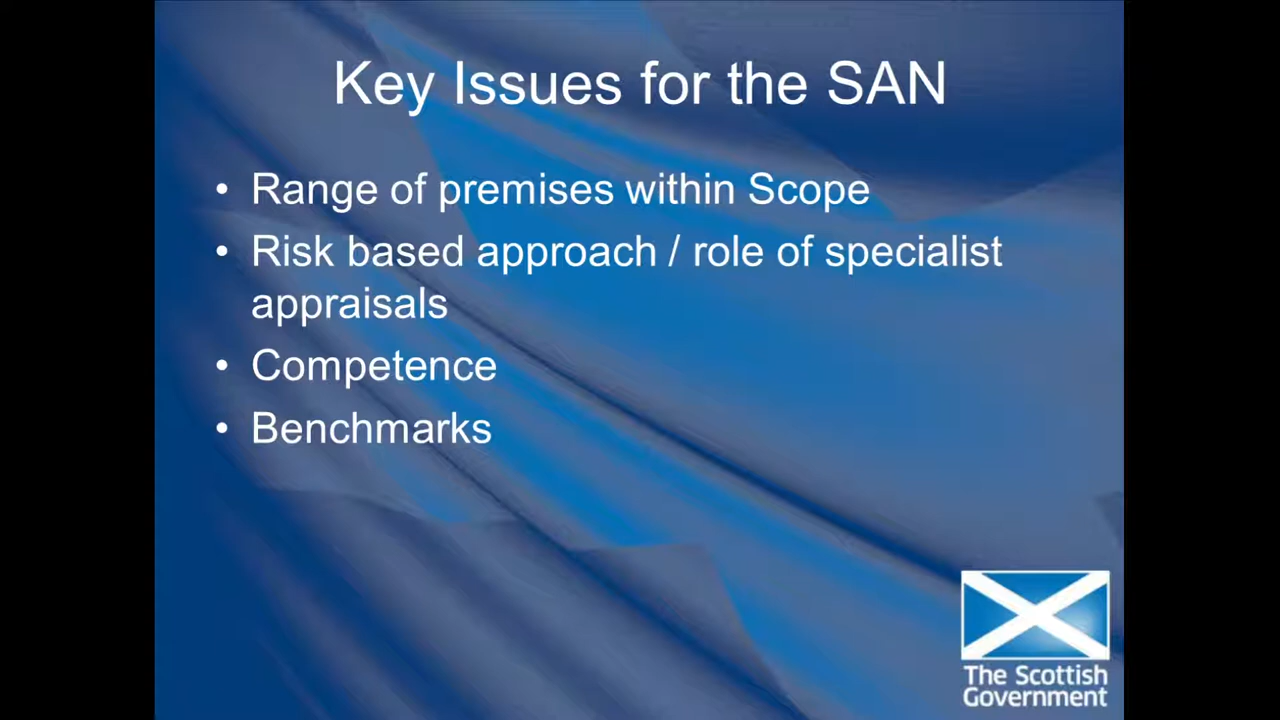 Key Issues for the SAN
• Range of premises within Scope
• Risk based approach / role of specialist
appraisals
• Competence
• Benchmarks
The Scottish
Government